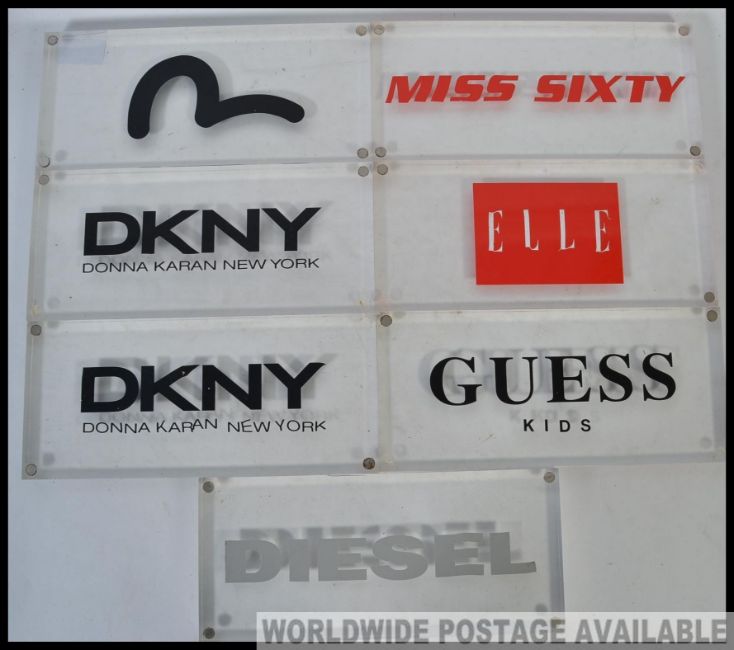 MISS SIXTY
DKNY
DONNA KARAN NEW YORK
ELLE
DKNY
DONNA KARAN NEW YORK
GUESS
KIDS
DIESEL
WORLDWIDE POSTAGE AVAILABLE